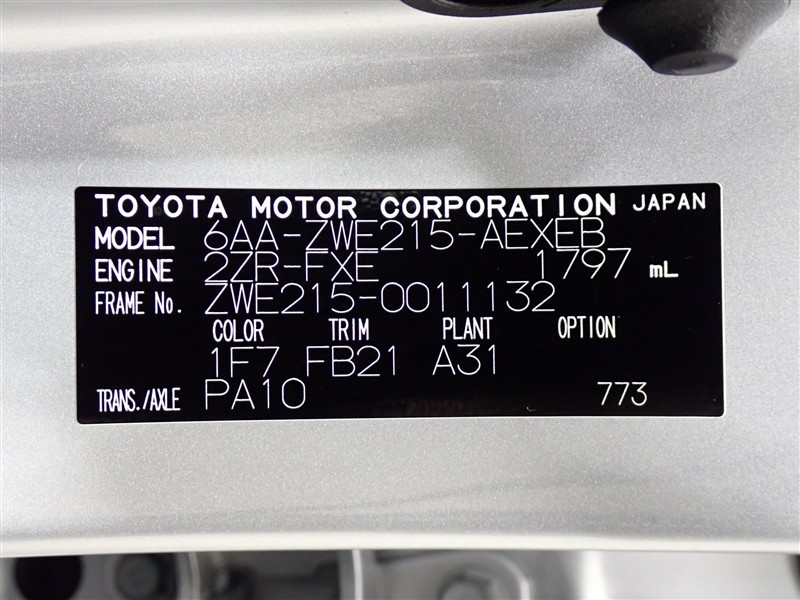 TOYOTA MOTOR CORPORATION JAPAN
MODEL 6AA-ZWE215-AEXEB
ENGINE 2ZR-FXE 1797 mL
FRAME No. ZWE215-0011132
COLOR TRIM PLANT OPTION
1F7 FB21 A31
TRANS./AXLE PA10 773